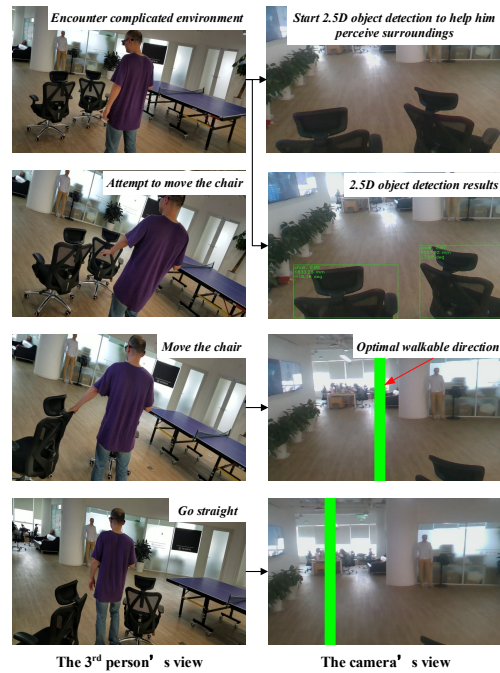 Encounter complicated environment
Start 2.5D object detection to help him
perceive surroundings
Attempt to move the chair
2.5D object detection results
Move the chair
Optimal walkable direction
Go straight
The 3rd person's view
The camera's view